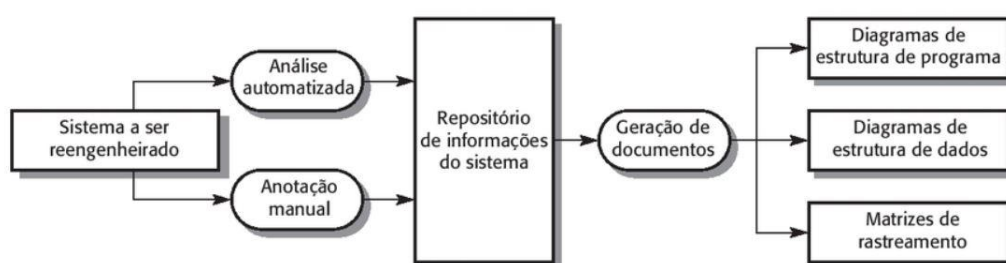 Sistema a ser
reengenheirado
Análise
automatizada
Anotação
manual
Repositório
de informações
do sistema
Geração de
documentos
Diagramas de
estrutura de programa
Diagramas de
estrutura de dados
Matrizes de
rastreamento